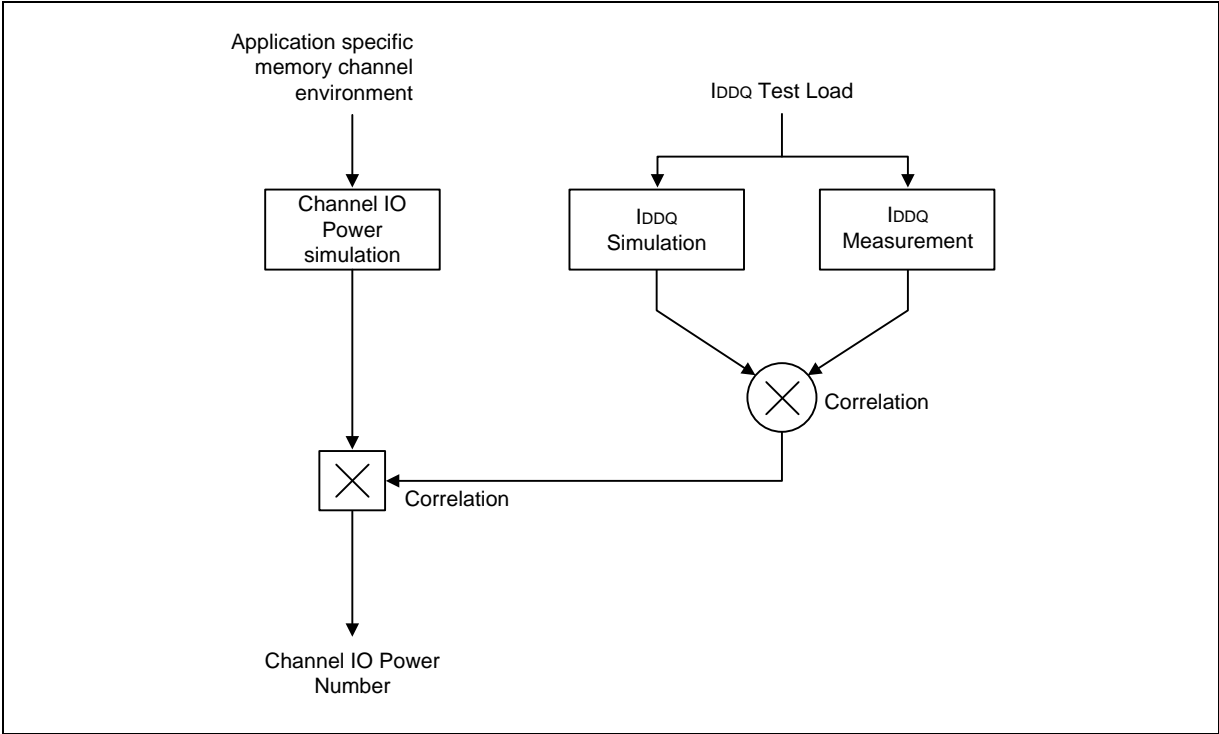 Application specific
memory channel
environment
IDDQ Test Load
Channel IO
Power
simulation
IDDQ
Simulation
IDDQ
Measurement
Correlation
Correlation
Channel IO Power
Number